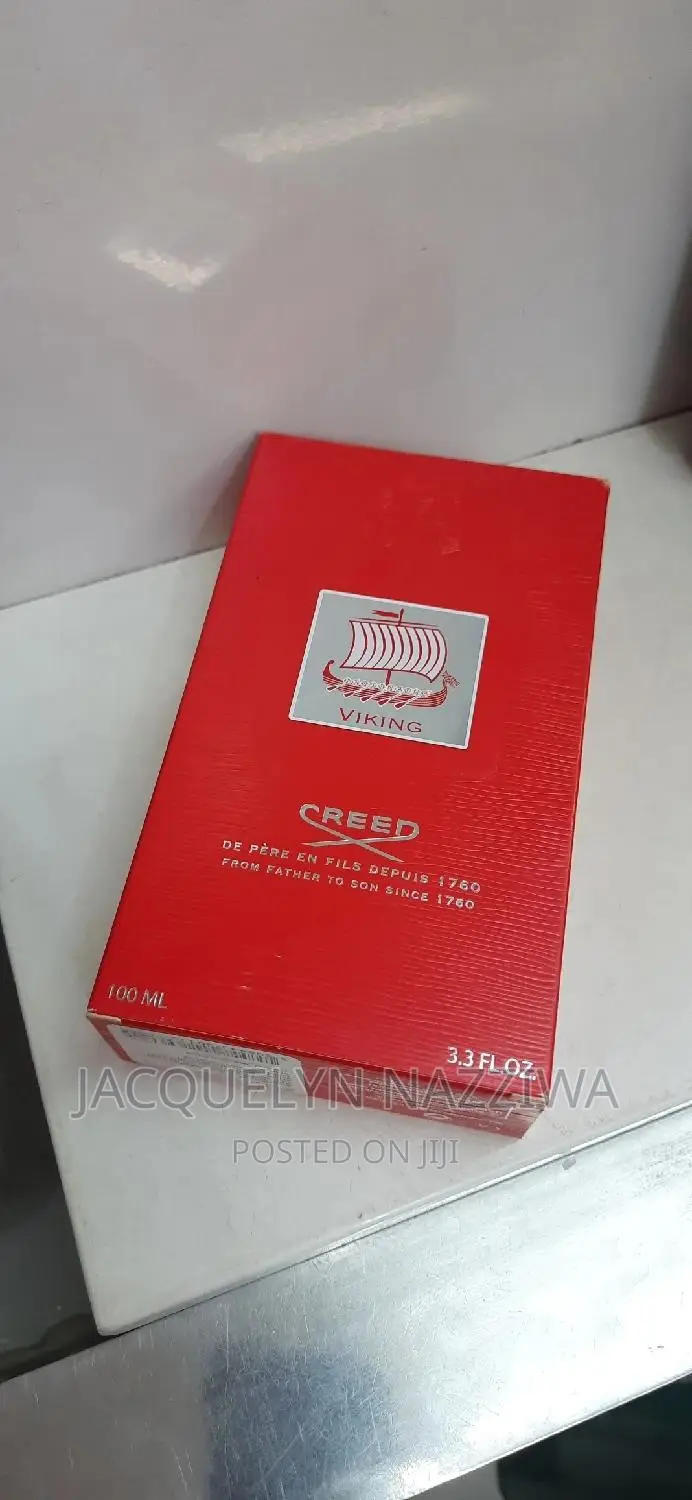 VIKING
CREED
DE PÈRE EN FILS DEPUIS 1760
FROM FATHER TO SON SINCE 1760
100 ML
3.3 FL.OZ.
JACQUELYN NAZZIWA
POSTED ON JIJI